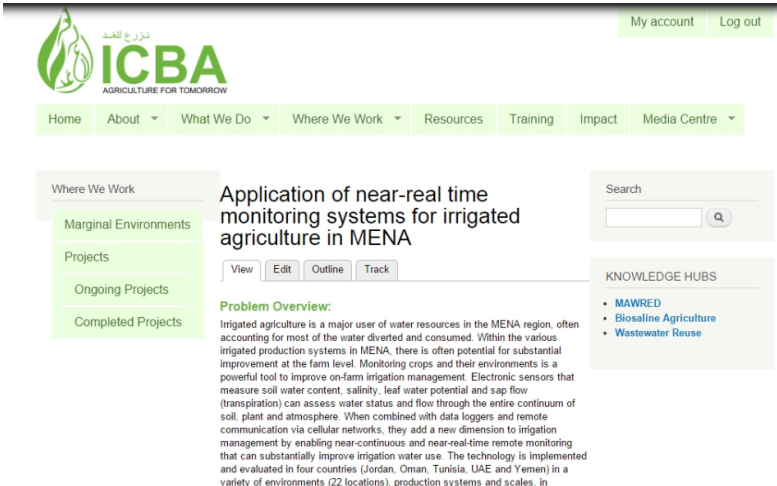 My account Log out
نزرع للغد
ICBA
AGRICULTURE FOR TOMORROW
Home About What We Do Where We Work Resources Training Impact Media Centre
Where We Work
Marginal Environments
Projects
Ongoing Projects
Completed Projects
Application of near-real time
monitoring systems for irrigated
agriculture in MENA
View Edit Outline Track
Problem Overview:
Irrigated agriculture is a major user of water resources in the MENA region, often
accounting for most of the water diverted and consumed. Within the various
irrigated production systems in MENA, there is often potential for substantial
improvement at the farm level. Monitoring crops and their environments is a
powerful tool to improve on-farm irrigation management. Electronic sensors that
measure soil water content, salinity, leaf water potential and sap flow
(transpiration) can assess water status and flow through the entire continuum of
soil, plant and atmosphere. When combined with data loggers and remote
communication via cellular networks, they add a new dimension to irrigation
management by enabling near-continuous and near-real-time remote monitoring
that can substantially improve irrigation water use. The technology is implemented
and evaluated in four countries (Jordan, Oman, Tunisia, UAE and Yemen) in a
variety of environments (22 locations), production systems and scales, in
Search
KNOWLEDGE HUBS
MAWRED
Biosaline Agriculture
Wastewater Reuse